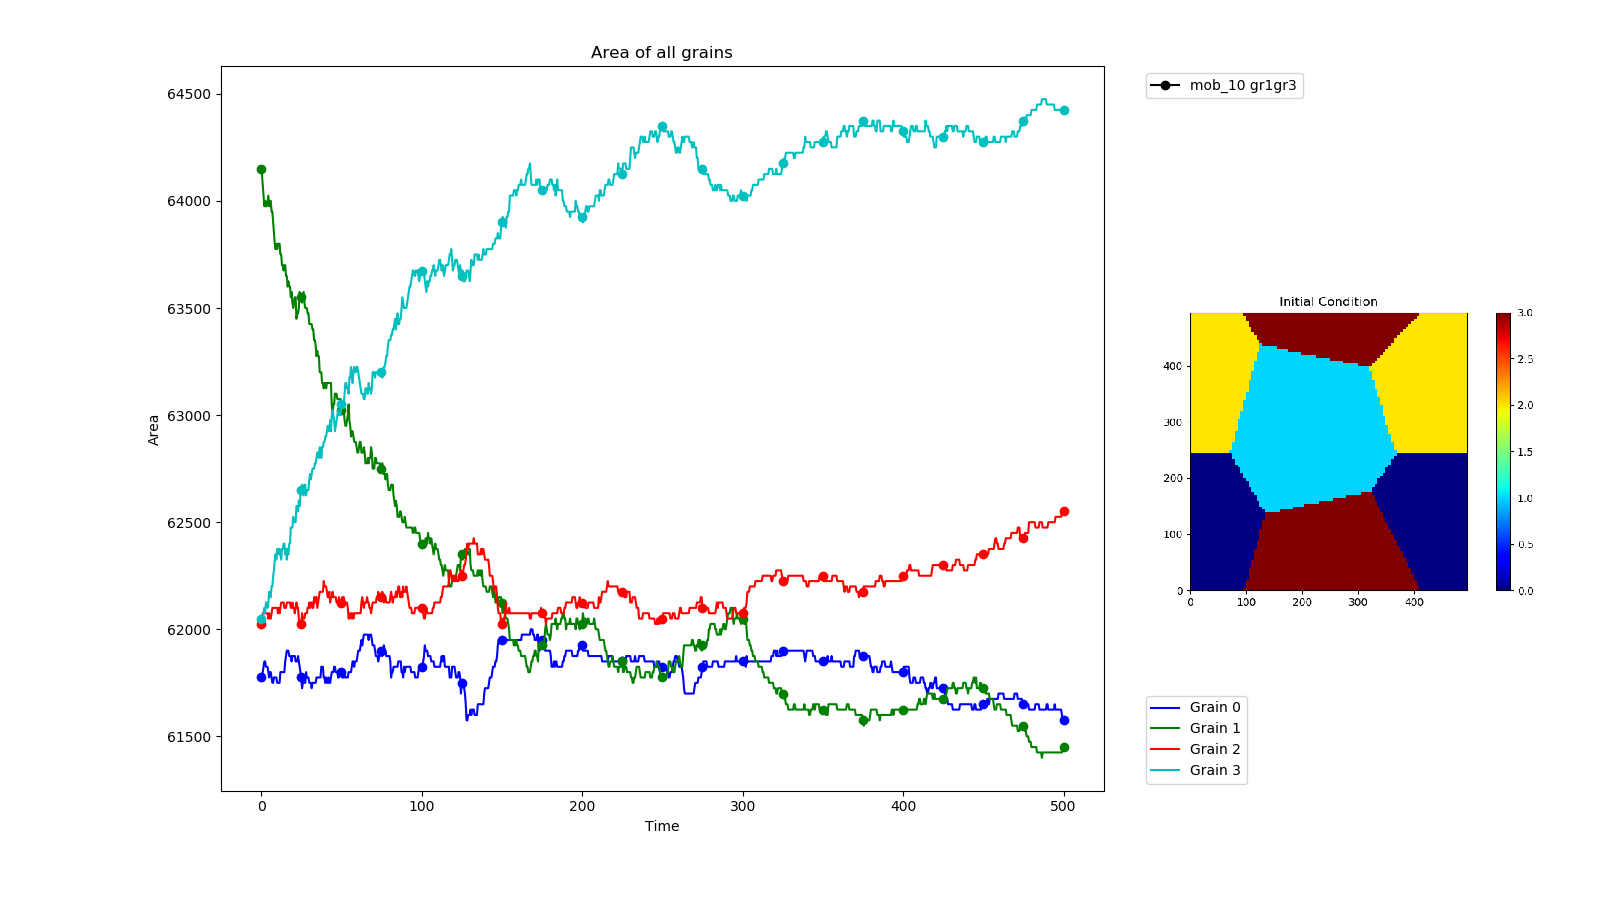 Area of all grains
64500
64000
63500
63000
62500
62000
61500
Area
0 100 200 300 400 500
Time
mob_10 gr1gr3
Initial Condition
400
300
200
100
0
0 100 200 300 400
3.0
2.5
2.0
1.5
1.0
0.5
0.0
Grain 0
Grain 1
Grain 2
Grain 3